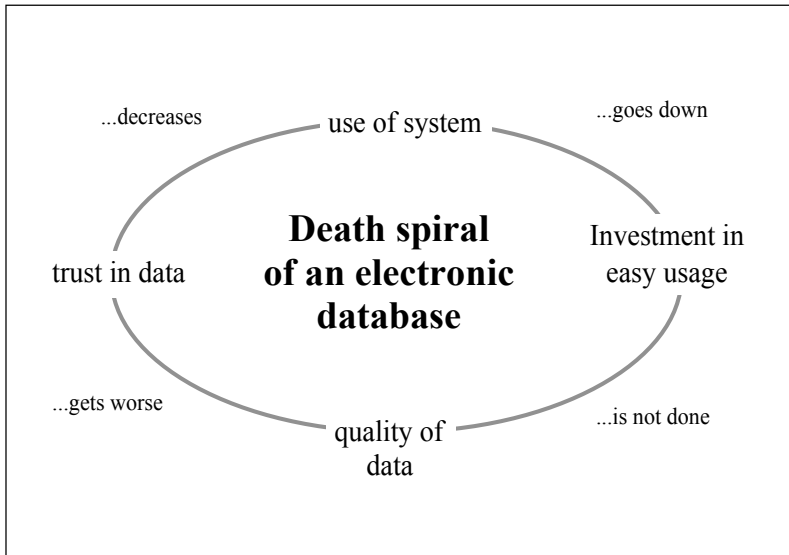 ...decreases
use of system
...goes down
Death spiral
of an electronic
database
trust in data
Investment in
easy usage
...gets worse
quality of
data
...is not done